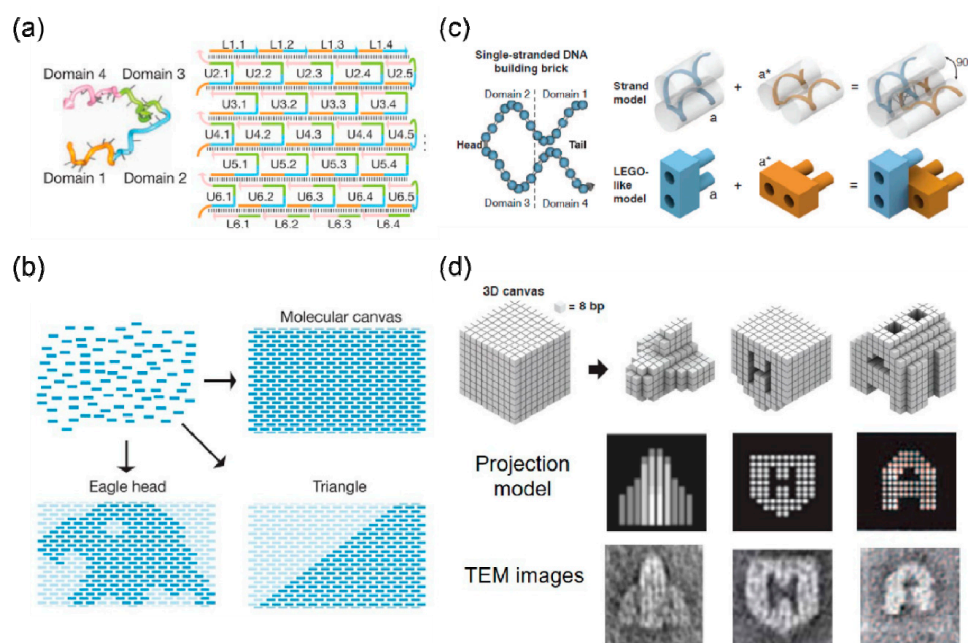 (a)
Domain 4
Domain 3
Domain 1
Domain 2
L1.1 L1.2 L1.3 L1.4
U2.1 U2.2 U2.3 U2.4 U2.5
U3.1 U3.2 U3.3 U3.4
U4.1 U4.2 U4.3 U4.4 U4.5
U5.1 U5.2 U5.3 U5.4
U6.1 U6.2 U6.3 U6.4 U6.5
L6.1 L6.2 L6.3 L6.4
(b)
Molecular canvas
Eagle head
Triangle
(c)
Single-stranded DNA
building brick
Domain 2 Domain 1
Head
Tail
Domain 3 Domain 4
Strand
model
a
+
a*
=
90
LEGO-
like
model
a
+
a*
=
(d)
3D canvas
= 8 bp
H
Projection
model
H
A
TEM images
H
A